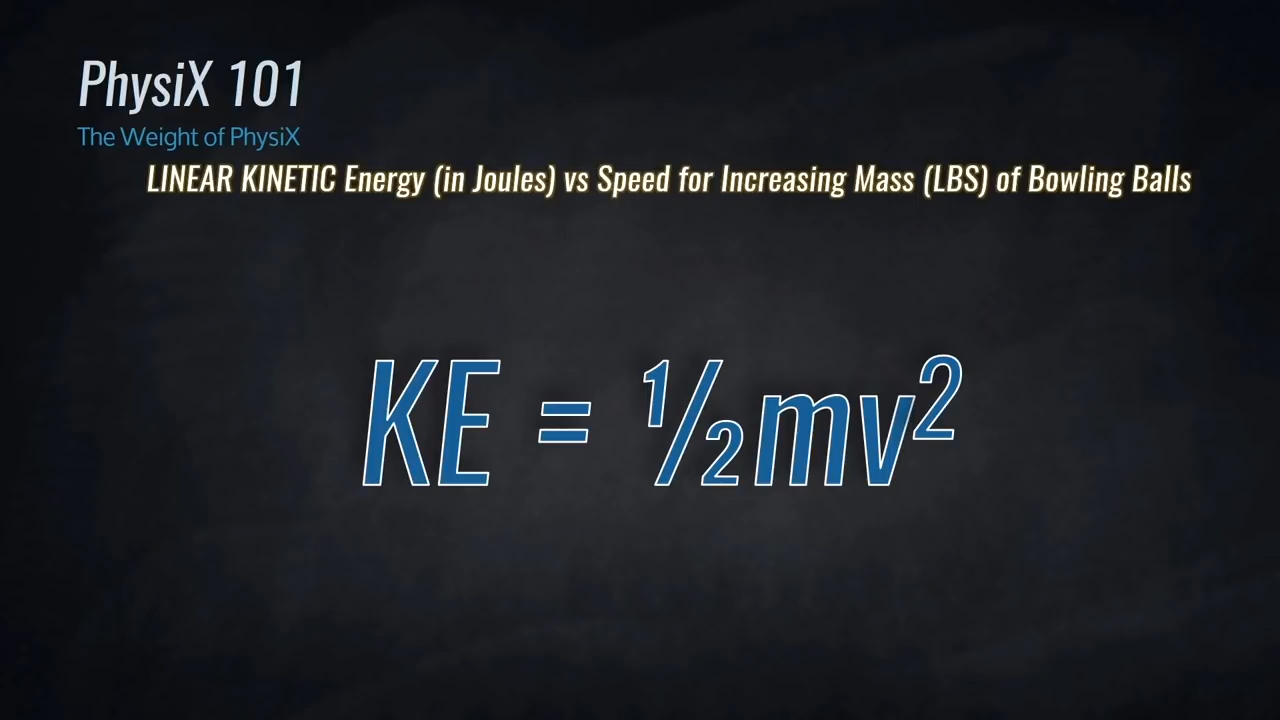 PhysiX 101
The Weight of PhysiX
LINEAR KINETIC Energy (in Joules) vs Speed for Increasing Mass (LBS) of Bowling Balls
KE = ½mv²